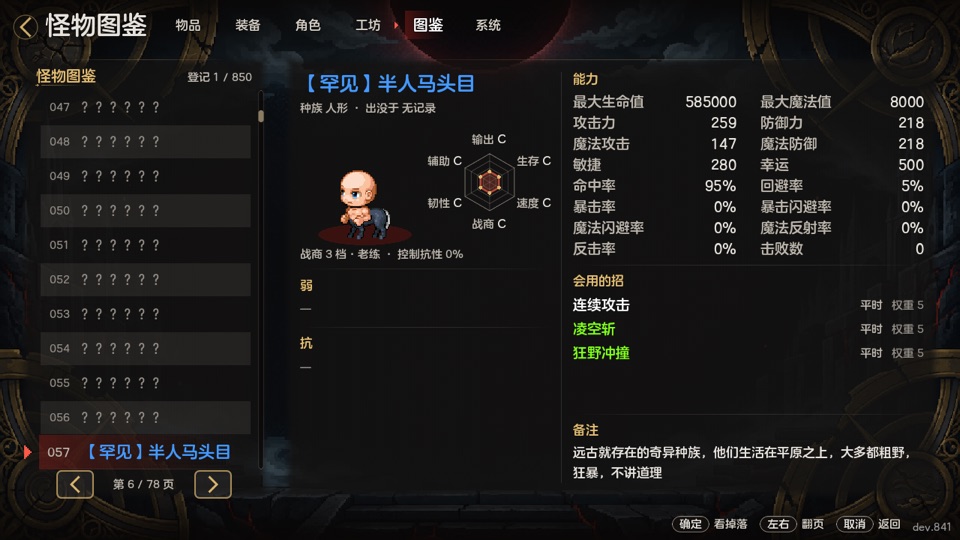 怪物图鉴 物品 装备 角色 工坊 图鉴 系统
怪物图鉴 登记 1 / 850
047 ? ? ? ? ? ?
048 ? ? ? ? ? ?
049 ? ? ? ? ? ?
050 ? ? ? ? ? ?
051 ? ? ? ? ? ?
052 ? ? ? ? ? ?
053 ? ? ? ? ? ?
054 ? ? ? ? ? ?
055 ? ? ? ? ? ?
056 ? ? ? ? ? ?
057 【罕见】半人马头目
第 6 / 78 页
【罕见】半人马头目
种族 人形 · 出没于 无记录
输出 C
辅助 C 生存 C
韧性 C 速度 C
战商 C
战商 3 档 · 老练 · 控制抗性 0%
弱
—
抗
—
能力
最大生命值 585000 最大魔法值 8000
攻击力 259 防御力 218
魔法攻击 147 魔法防御 218
敏捷 280 幸运 500
命中率 95% 回避率 5%
暴击率 0% 暴击闪避率 0%
魔法闪避率 0% 魔法反射率 0%
反击率 0% 击败数 0
会用的招
连续攻击 平时 权重 5
凌空斩 平时 权重 5
狂野冲撞 平时 权重 5
备注
远古就存在的奇异种族，他们生活在平原之上，大多都粗野，
狂暴，不讲道理
确定 看掉落 左右 翻页 取消 返回 dev.841